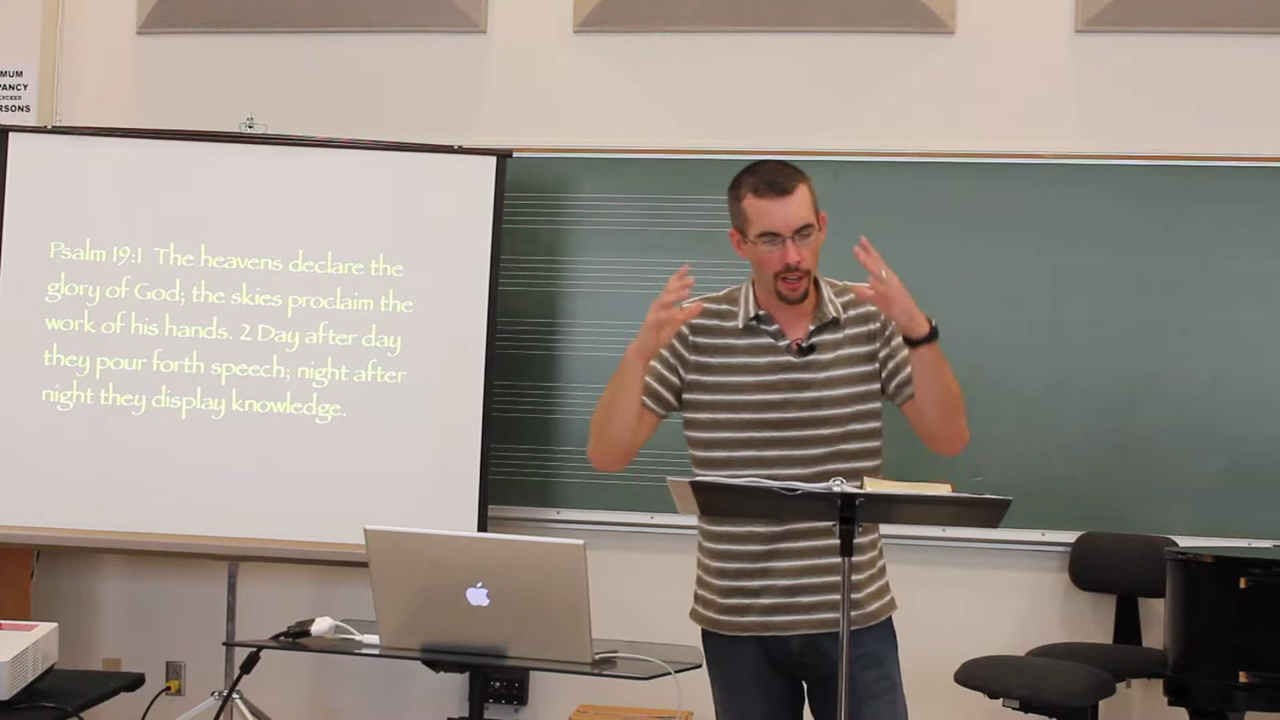 MUM
PANCY
EXCEED
RSONS
Psalm 19:1 The heavens declare the
glory of God; the skies proclaim the
work of his hands. 2 Day after day
they pour forth speech; night after
night they display knowledge.